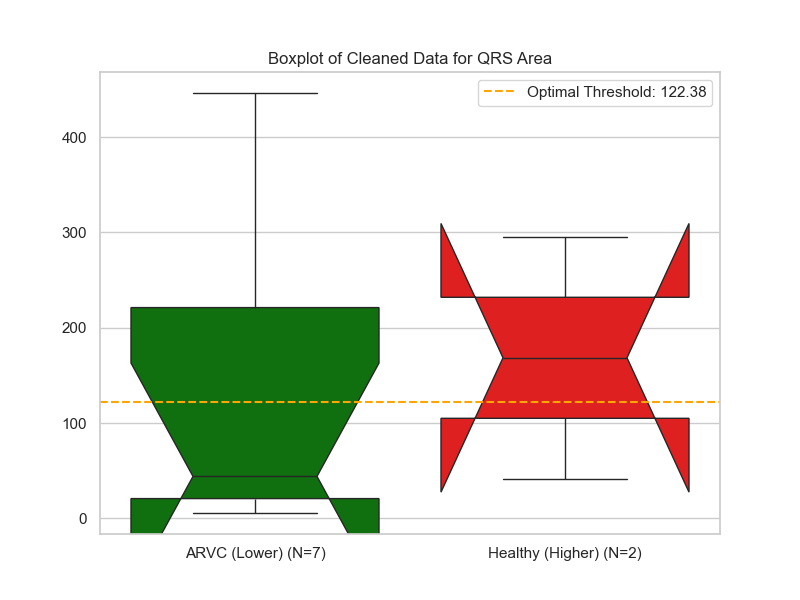 Boxplot of Cleaned Data for QRS Area
Optimal Threshold: 122.38
400
300
200
100
0
ARVC (Lower) (N=7)
Healthy (Higher) (N=2)